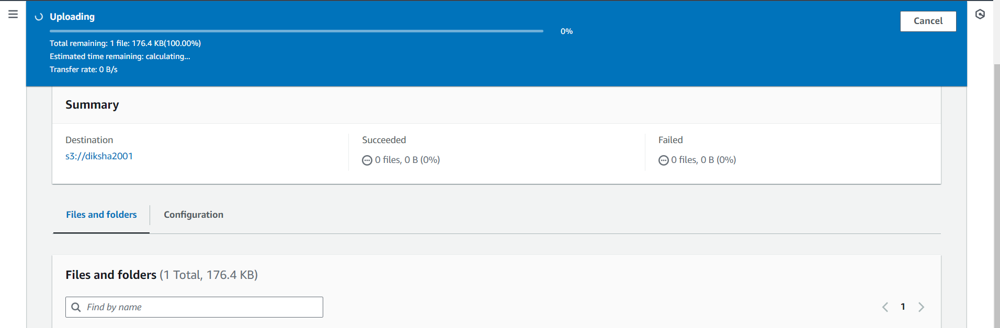 Uploading
Cancel
0%
Total remaining: 1 file: 176.4 KB(100.00%)
Estimated time remaining: calculating...
Transfer rate: 0 B/s
Summary
Destination
s3://diksha2001
Succeeded
0 files, 0 B (0%)
Failed
0 files, 0 B (0%)
Files and folders
Configuration
Files and folders (1 Total, 176.4 KB)
Find by name
1